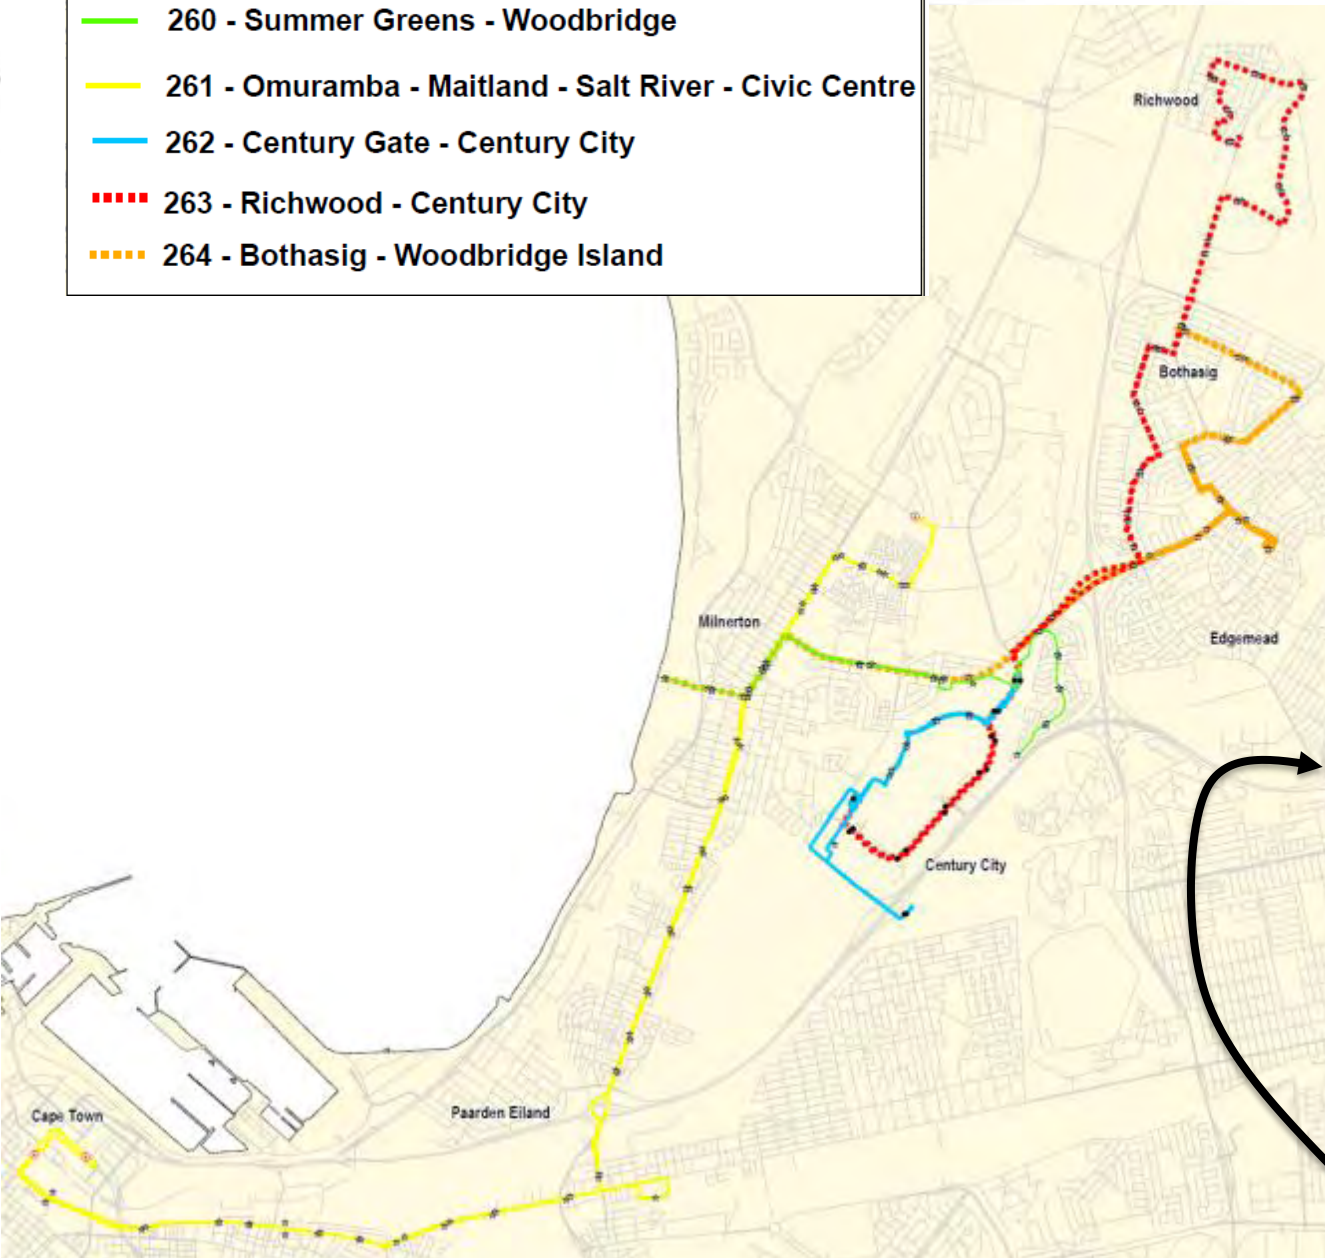 260 - Summer Greens - Woodbridge
261 - Omuramba - Maitland - Salt River - Civic Centre
262 - Century Gate - Century City
263 - Richwood - Century City
264 - Bothasig - Woodbridge Island
Richwood
Bothasig
Milnerton
Edgemead
Century City
Cape Town
Paarden Eiland